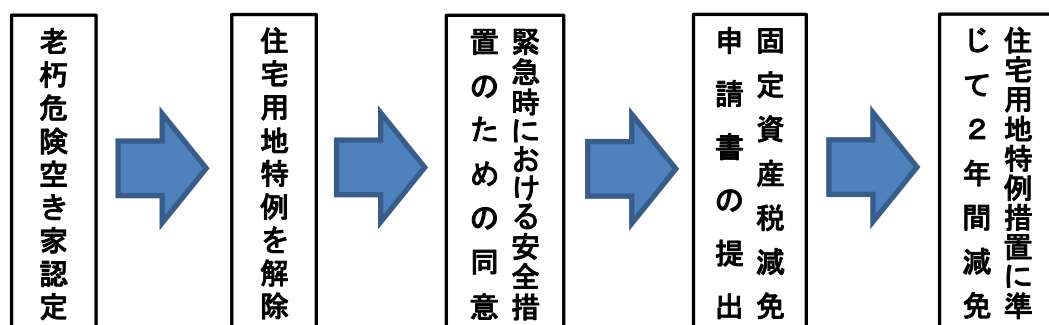 老朽危険空き家認定
住宅用地特例を解除
緊急時における安全措
置のための同意
固定資産税減免
申請書の提出
住宅用地特例措置に準
じて２年間減免